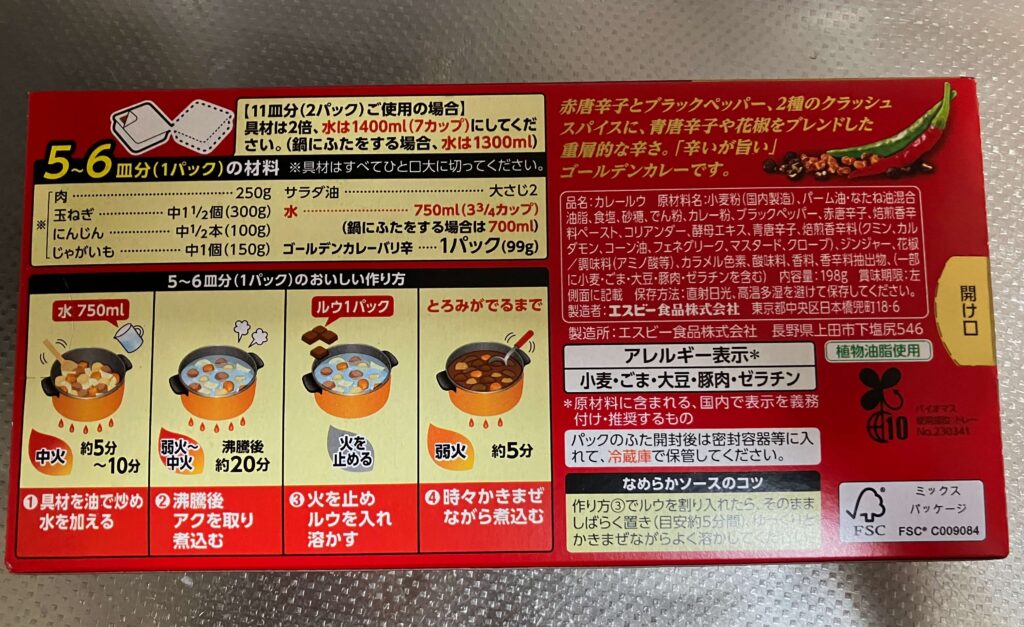 【11皿分(2パック)ご使用の場合】
具材は2倍、水は1400ml(7カップ)にしてくだ
さい。(鍋にふたをする場合、水は1300ml)
5~6皿分(1パック)の材料 ※具材はすべてひと口大に切ってください。
※
肉 250g
玉ねぎ 中1 1/2個(300g)
にんじん 中1/2本(100g)
じゃがいも 中1個(150g)
サラダ油 大さじ2
水 750ml(3 3/4カップ)
(鍋にふたをする場合は700ml)
ゴールデンカレーバリ辛 1パック(99g)
5~6皿分(1パック)のおいしい作り方
水 750ml
中火
約5分
~10分
①具材を油で炒め
水を加える
弱火~
中火
沸騰後
約20分
②沸騰後
アクを取り
煮込む
ルウ1パック
火を
止める
③火を止め
ルウを入れ
溶かす
とろみがでるまで
弱火
約5分
④時々かきまぜ
ながら煮込む
赤唐辛子とブラックペッパー、2種のクラッシュ
スパイスに、青唐辛子や花椒をブレンドした
重層的な辛さ。「辛いが旨い」
ゴールデンカレーです。
品名:カレールウ 原材料名:小麦粉(国内製造)、パーム油・なたね油混合
油脂、食塩、砂糖、でん粉、カレー粉、ブラックペッパー、赤唐辛子、焙煎香辛
料ペースト、コリアンダー、酵母エキス、青唐辛子、焙煎香辛料(クミン、カル
ダモン、コーン油、フェネグリーク、マスタード、クローブ)、ジンジャー、花椒
/調味料(アミノ酸等)、カラメル色素、酸味料、香料、香辛料抽出物、(一部
に小麦・ごま・大豆・豚肉・ゼラチンを含む) 内容量:198g 賞味期限:左
側面に記載 保存方法:直射日光、高温多湿を避けて保存してください。
製造者:エスビー食品株式会社 東京都中央区日本橋兜町18-6
製造所:エスビー食品株式会社 長野県上田市下塩尻546
アレルギー表示*
小麦・ごま・大豆・豚肉・ゼラチン
*原材料に含まれる、国内で表示を義務
付け・推奨するもの
植物油脂使用
パックのふた開封後は密封容器等に入
れて、冷蔵庫で保管してください。
なめらかソースのコツ
作り方③でルウを割り入れたら、そのまま
しばらく置き(目安約5分間)、ゆっくりと
かきまぜながらよく溶かして
開け口
10
バイオマス
No.230341
FSC
ミックス
パッケージ
FSC® C009084